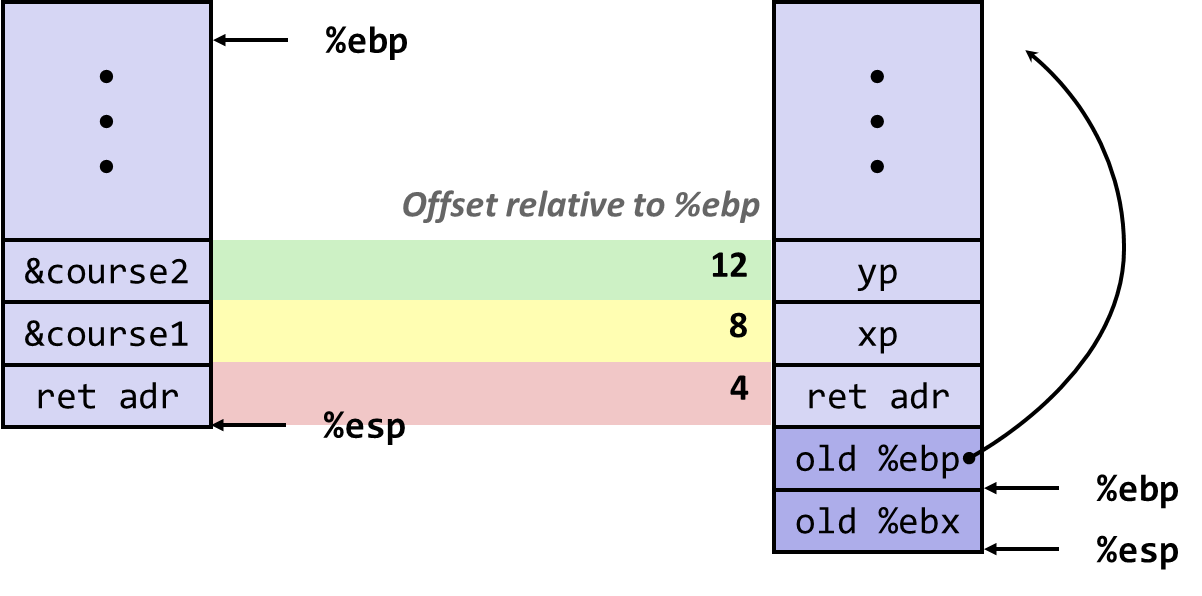 %ebp
Offset relative to %ebp
&course2
12
yp
&course1
8
xp
ret adr
4
ret adr
%esp
old %ebp
%ebp
old %ebx
%esp